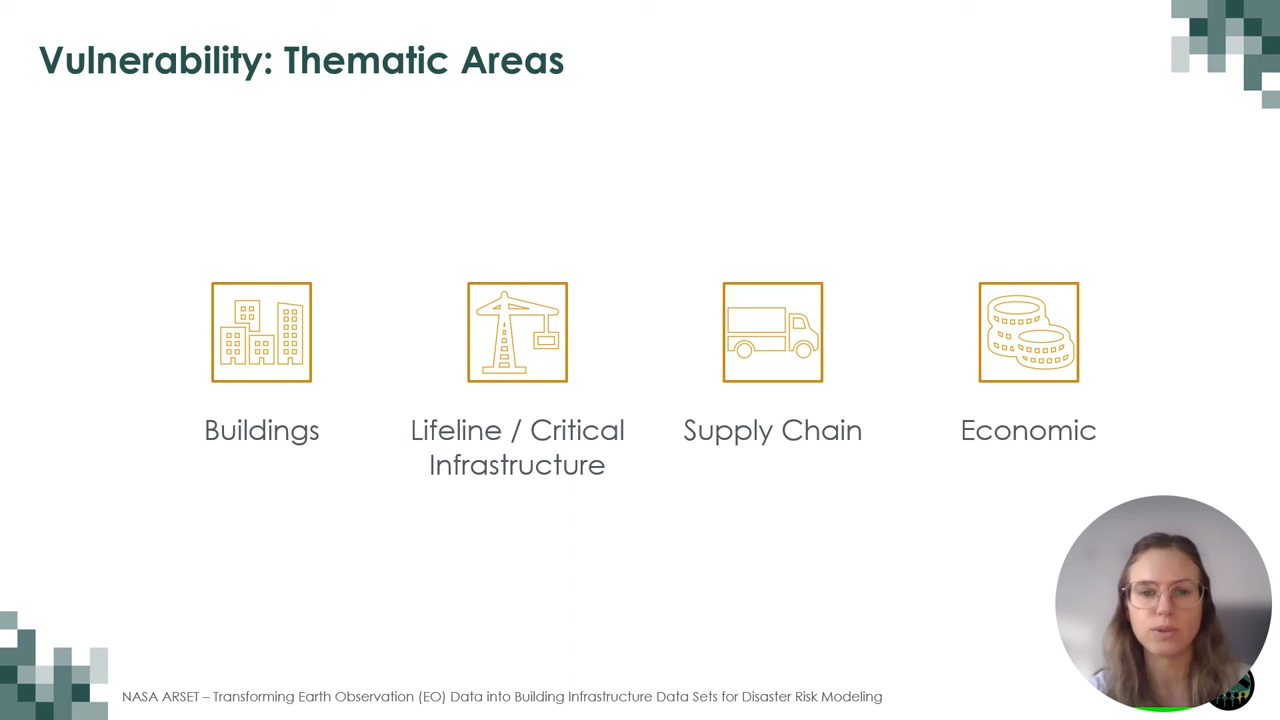 Vulnerability: Thematic Areas
Buildings
Lifeline / Critical
Infrastructure
Supply Chain
Economic
NASA ARSET – Transforming Earth Observation (EO) Data into Building Infrastructure Data Sets for Disaster Risk Modeling